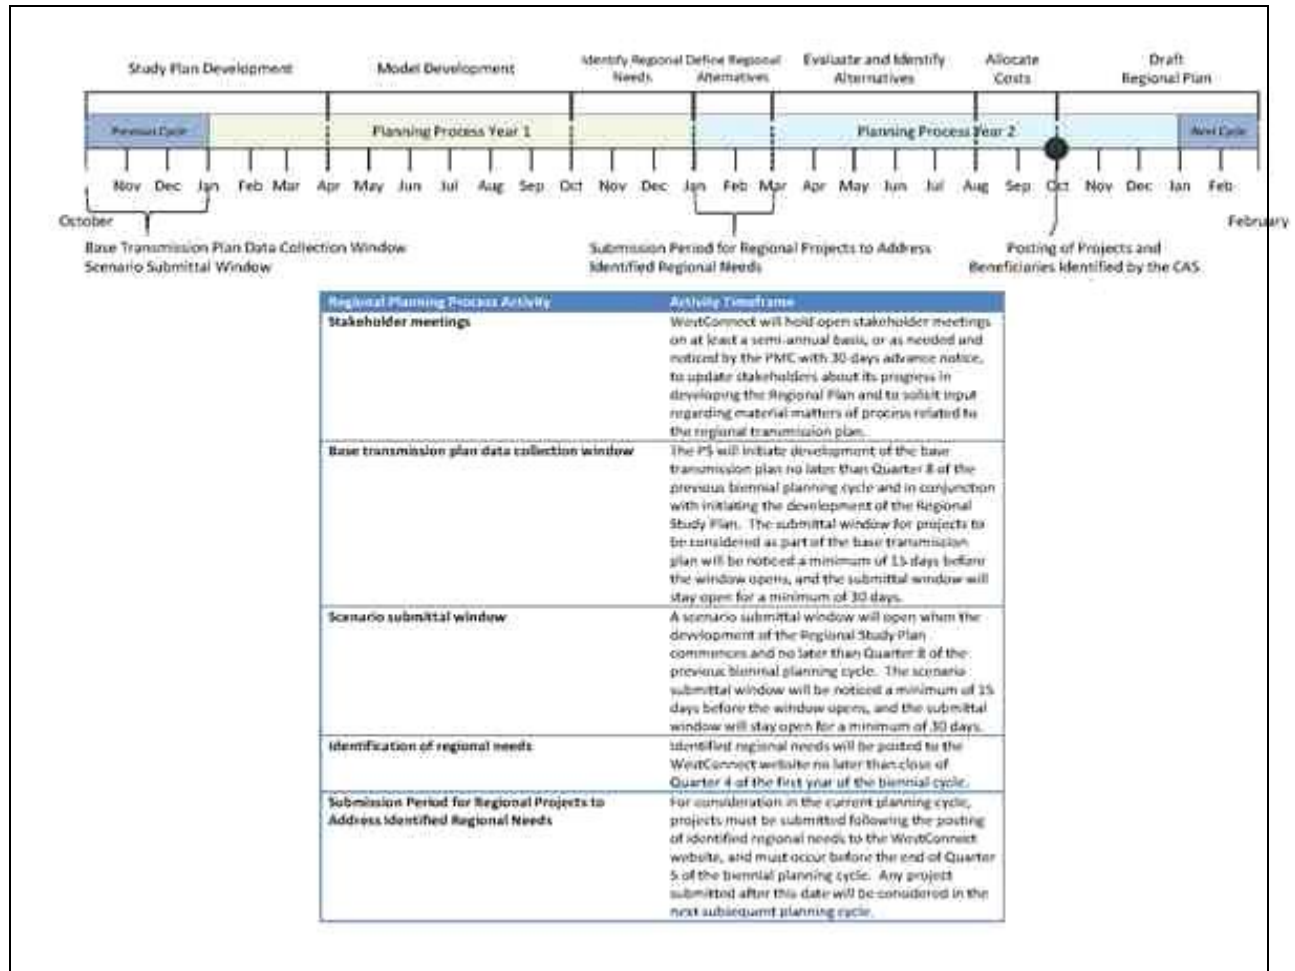 Study Plan Development
Model Development
Identify Regional
Needs
Define Regional
Alternatives
Evaluate and Identify
Alternatives
Allocate
Costs
Draft
Regional Plan
Previous Cycle
Planning Process Year 1
Planning Process Year 2
Next Cycle
Nov Dec Jan Feb Mar Apr May Jun Jul Aug Sep Oct Nov Dec Jan Feb Mar Apr May Jun Jul Aug Sep Oct Nov Dec Jan Feb
October
February
Base Transmission Plan Data Collection Window
Scenario Submittal Window
Submission Period for Regional Projects to Address
Identified Regional Needs
Posting of Projects and
Beneficiaries Identified by the CAS
Regional Planning Process Activity
Activity Timeframe
Stakeholder meetings
WestConnect will hold open stakeholder meetings
on at least a semi-annual basis, or as needed and
noticed by the PMC with 30-days advance notice,
to update stakeholders about its progress in
developing the Regional Plan and to solicit input
regarding material matters of process related to
the regional transmission plan.
Base transmission plan data collection window
The PS will initiate development of the base
transmission plan no later than Quarter 8 of the
previous biennial planning cycle and in conjunction
with initiating the development of the Regional
Study Plan. The submittal window for projects to
be considered as part of the base transmission
plan will be noticed a minimum of 15 days before
the window opens, and the submittal window will
stay open for a minimum of 30 days.
Scenario submittal window
A scenario submittal window will open when the
development of the Regional Study Plan
commences and no later than Quarter 8 of the
previous biennial planning cycle. The scenario
submittal window will be noticed a minimum of 15
days before the window opens, and the submittal
window will stay open for a minimum of 30 days.
Identification of regional needs
Identified regional needs will be posted to the
WestConnect website no later than close of
Quarter 4 of the first year of the biennial cycle.
Submission Period for Regional Projects to
Address Identified Regional Needs
For consideration in the current planning cycle,
projects must be submitted following the posting
of identified regional needs to the WestConnect
website, and must occur before the end of Quarter
5 of the biennial planning cycle. Any project
submitted after this date will be considered in the
next subsequent planning cycle.